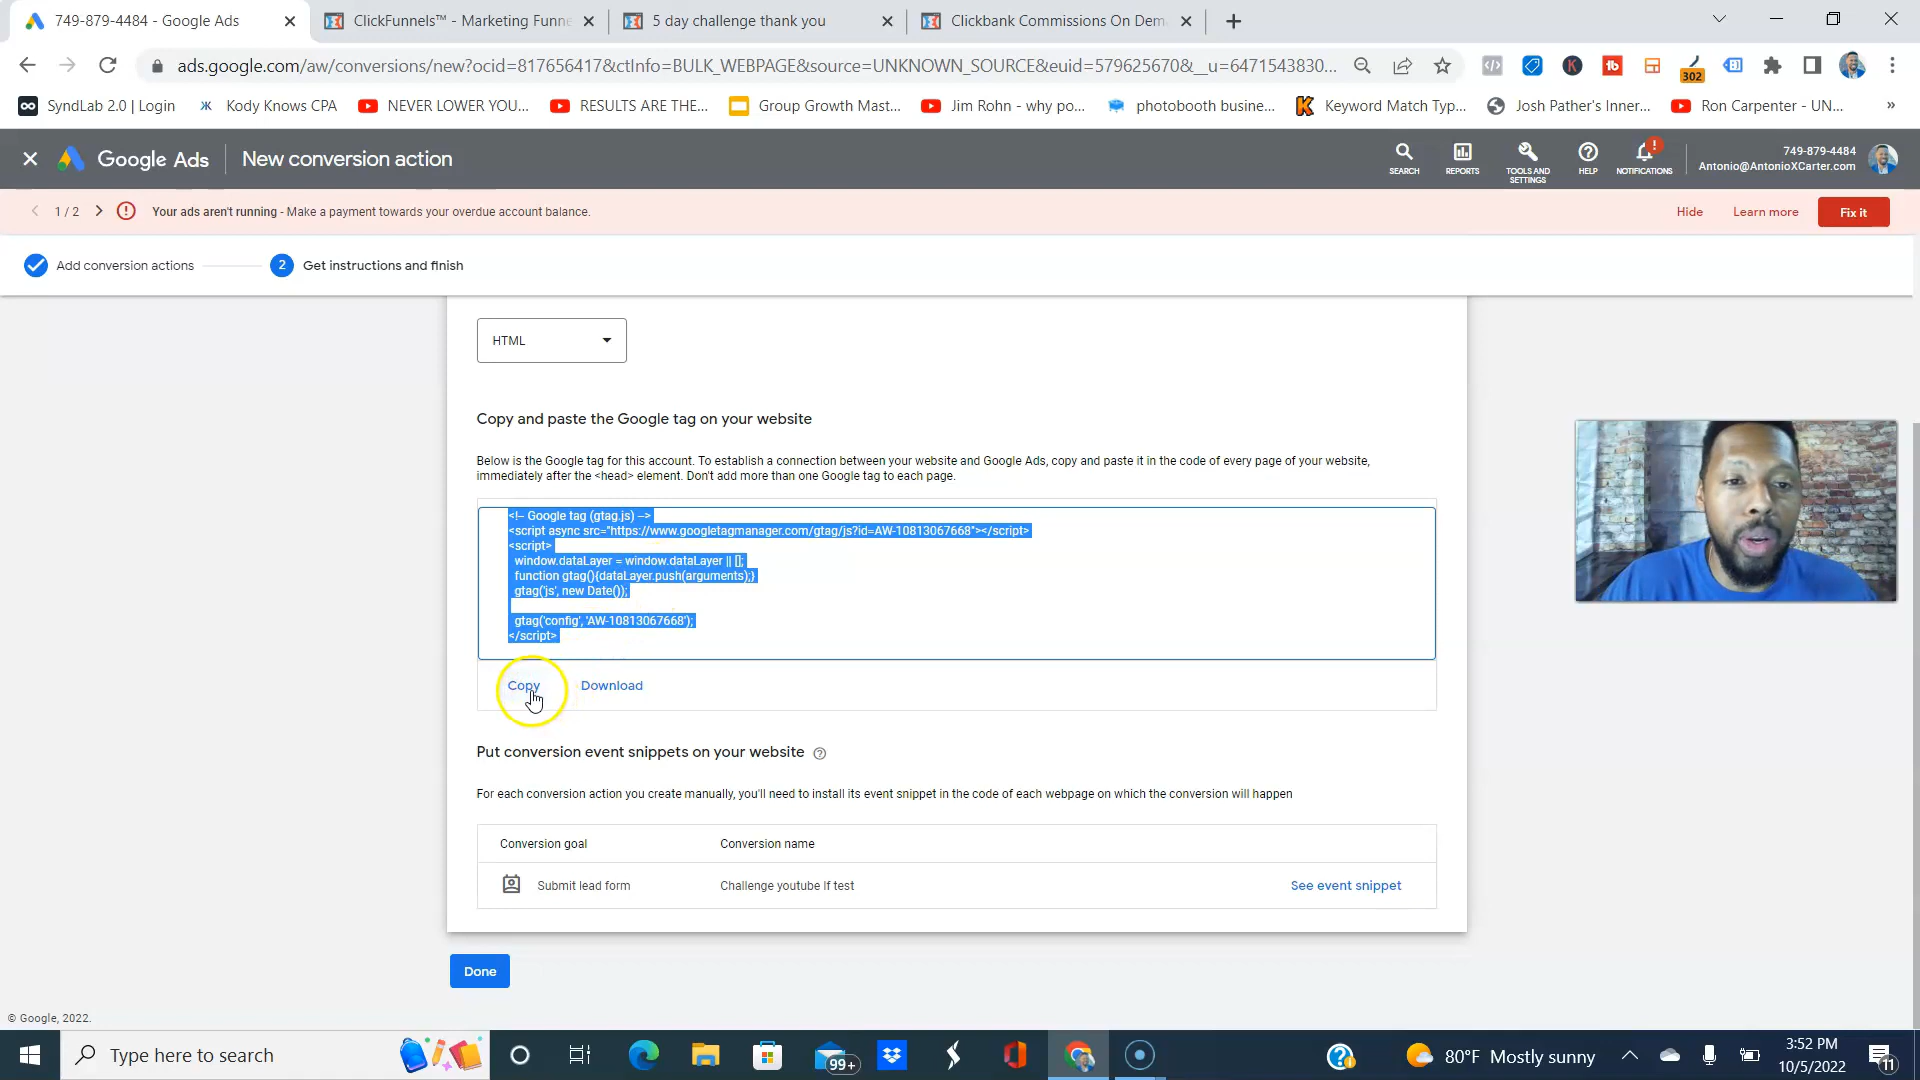 749-879-4484 - Google Ads
ClickFunnels™ - Marketing Funne
5 day challenge thank you
Clickbank Commissions On Dem
ads.google.com/aw/conversions/new?ocid=817656417&ctInfo=BULK_WEBPAGE&source=UNKNOWN_SOURCE&euid=579625670&__u=6471543830...
302
SyndLab 2.0 | Login
Kody Knows CPA
NEVER LOWER YOU...
RESULTS ARE THE...
Group Growth Mast...
Jim Rohn - why po...
photobooth busine...
Keyword Match Typ...
Josh Pather's Inner...
Ron Carpenter - UN...
»
Google Ads
New conversion action
SEARCH
REPORTS
TOOLS AND
SETTINGS
HELP
NOTIFICATIONS
749-879-4484
Antonio@AntonioXCarter.com
1 / 2
Your ads aren't running - Make a payment towards your overdue account balance.
Hide
Learn more
Fix it
Add conversion actions
2
Get instructions and finish
HTML
Copy and paste the Google tag on your website
Below is the Google tag for this account. To establish a connection between your website and Google Ads, copy and paste it in the code of every page of your website,
immediately after the <head> element. Don't add more than one Google tag to each page.
<!-- Google tag (gtag.js) -->
<script async src="https://www.googletagmanager.com/gtag/js?id=AW-10813067668"></script>
<script>
window.dataLayer = window.dataLayer || [];
function gtag(){dataLayer.push(arguments);}
gtag('js', new Date());
gtag('config', 'AW-10813067668');
</script>
Copy
Download
Put conversion event snippets on your website
For each conversion action you create manually, you'll need to install its event snippet in the code of each webpage on which the conversion will happen
Conversion goal
Conversion name
Submit lead form
Challenge youtube lf test
See event snippet
Done
© Google, 2022.
Type here to search
99+
80°F Mostly sunny
3:52 PM
10/5/2022
11